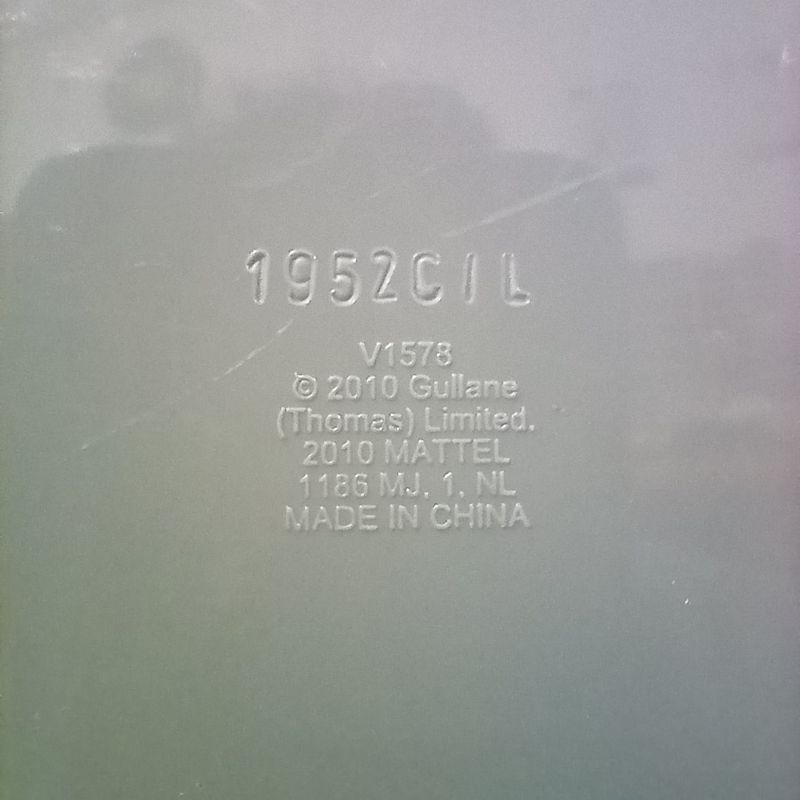 1952C/L
V1578
© 2010 Gullane
(Thomas) Limited.
2010 MATTEL
1186 MJ, 1, NL
MADE IN CHINA